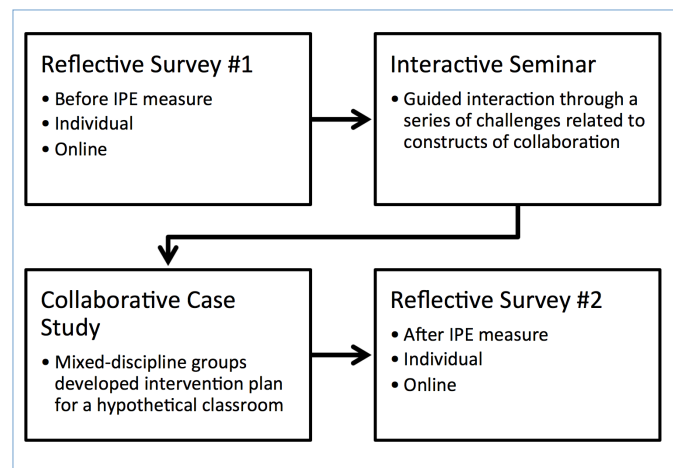 Reflective Survey #1
• Before IPE measure
• Individual
• Online
Interactive Seminar
• Guided interaction through a
series of challenges related to
constructs of collaboration
Collaborative Case
Study
• Mixed-discipline groups
developed intervention plan
for a hypothetical classroom
Reflective Survey #2
• After IPE measure
• Individual
• Online